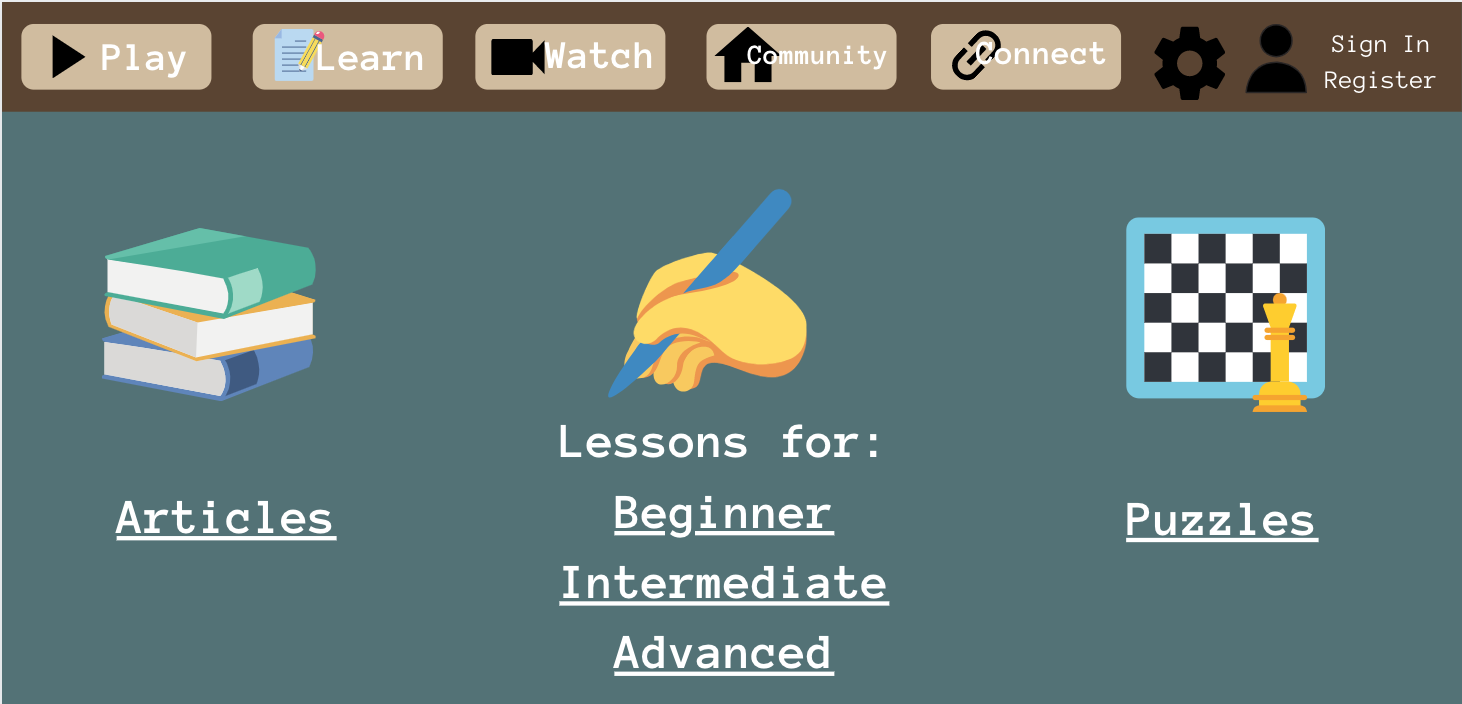 Play
Learn
Watch
Community
Connect
Sign In
Register
Articles
Lessons for:
Beginner
Intermediate
Advanced
Puzzles